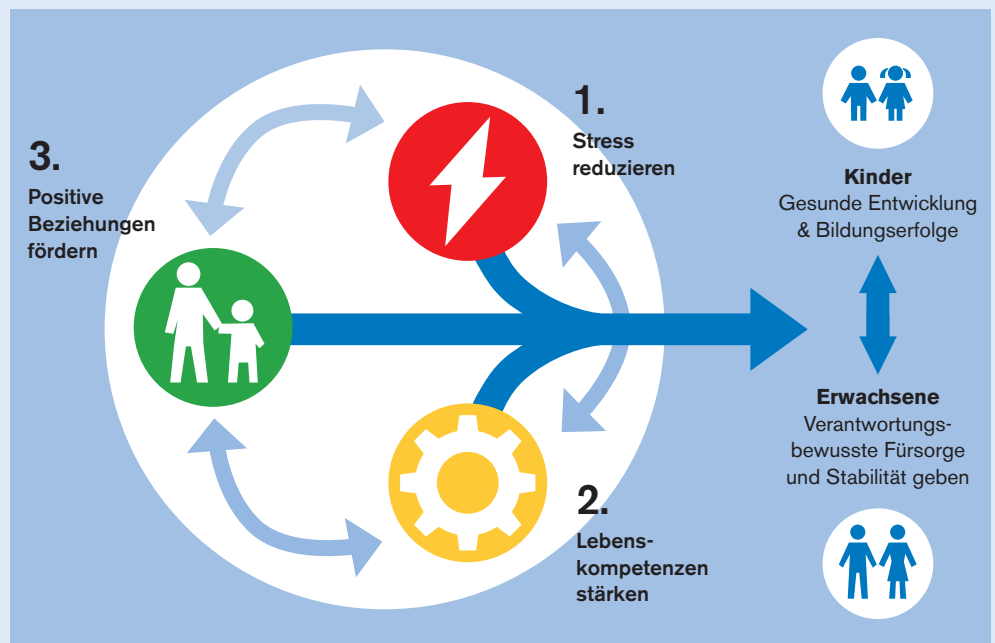 1.
Stress
reduzieren
3.
Positive
Beziehungen
fördern
2.
Lebens-
kompetenzen
stärken
Kinder
Gesunde Entwicklung
& Bildungserfolge
Erwachsene
Verantwortungs-
bewusste Fürsorge
und Stabilität geben